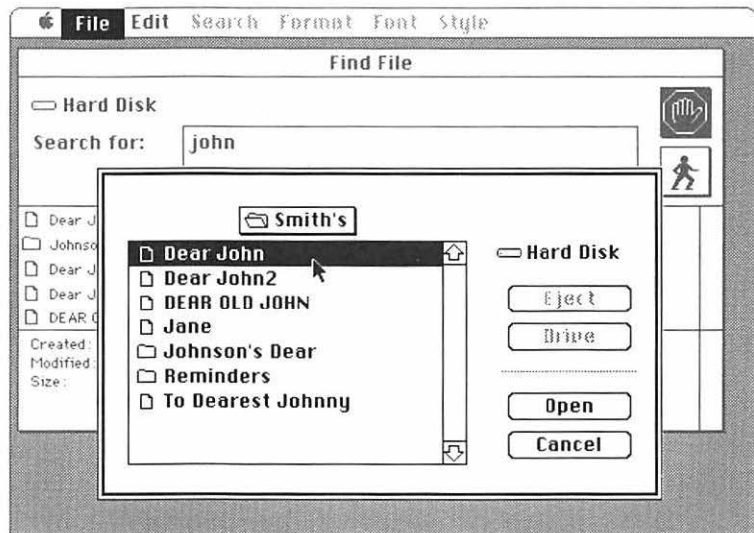 File Edit Search Format Font Style
Find File
Hard Disk
Search for: john
Smith's
Dear J
Johnso
Dear J
Dear J
DEAR O
Created:
Modified:
Size:
Dear John
Dear John2
DEAR OLD JOHN
Jane
Johnson's Dear
Reminders
To Dearest Johnny
Hard Disk
Eject
Drive
Open
Cancel